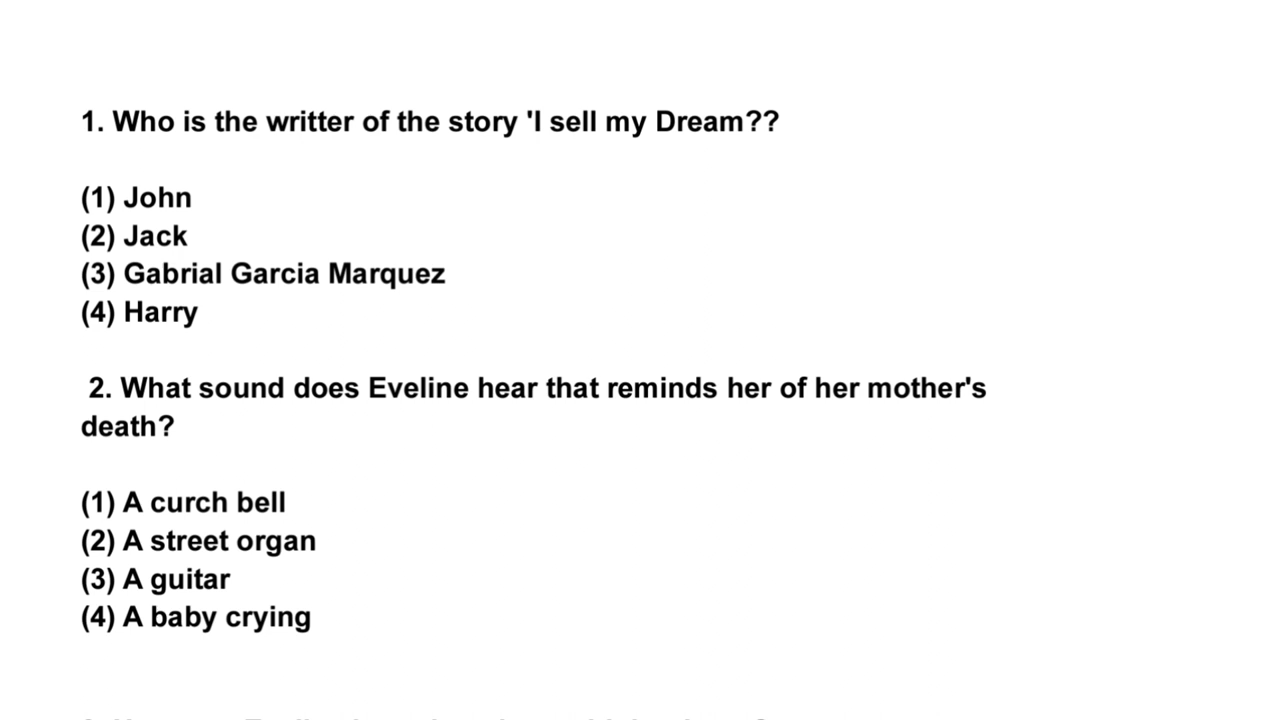 1. Who is the writter of the story 'I sell my Dream??
(1) John
(2) Jack
(3) Gabrial Garcia Marquez
(4) Harry
2. What sound does Eveline hear that reminds her of her mother's
death?
(1) A curch bell
(2) A street organ
(3) A guitar
(4) A baby crying